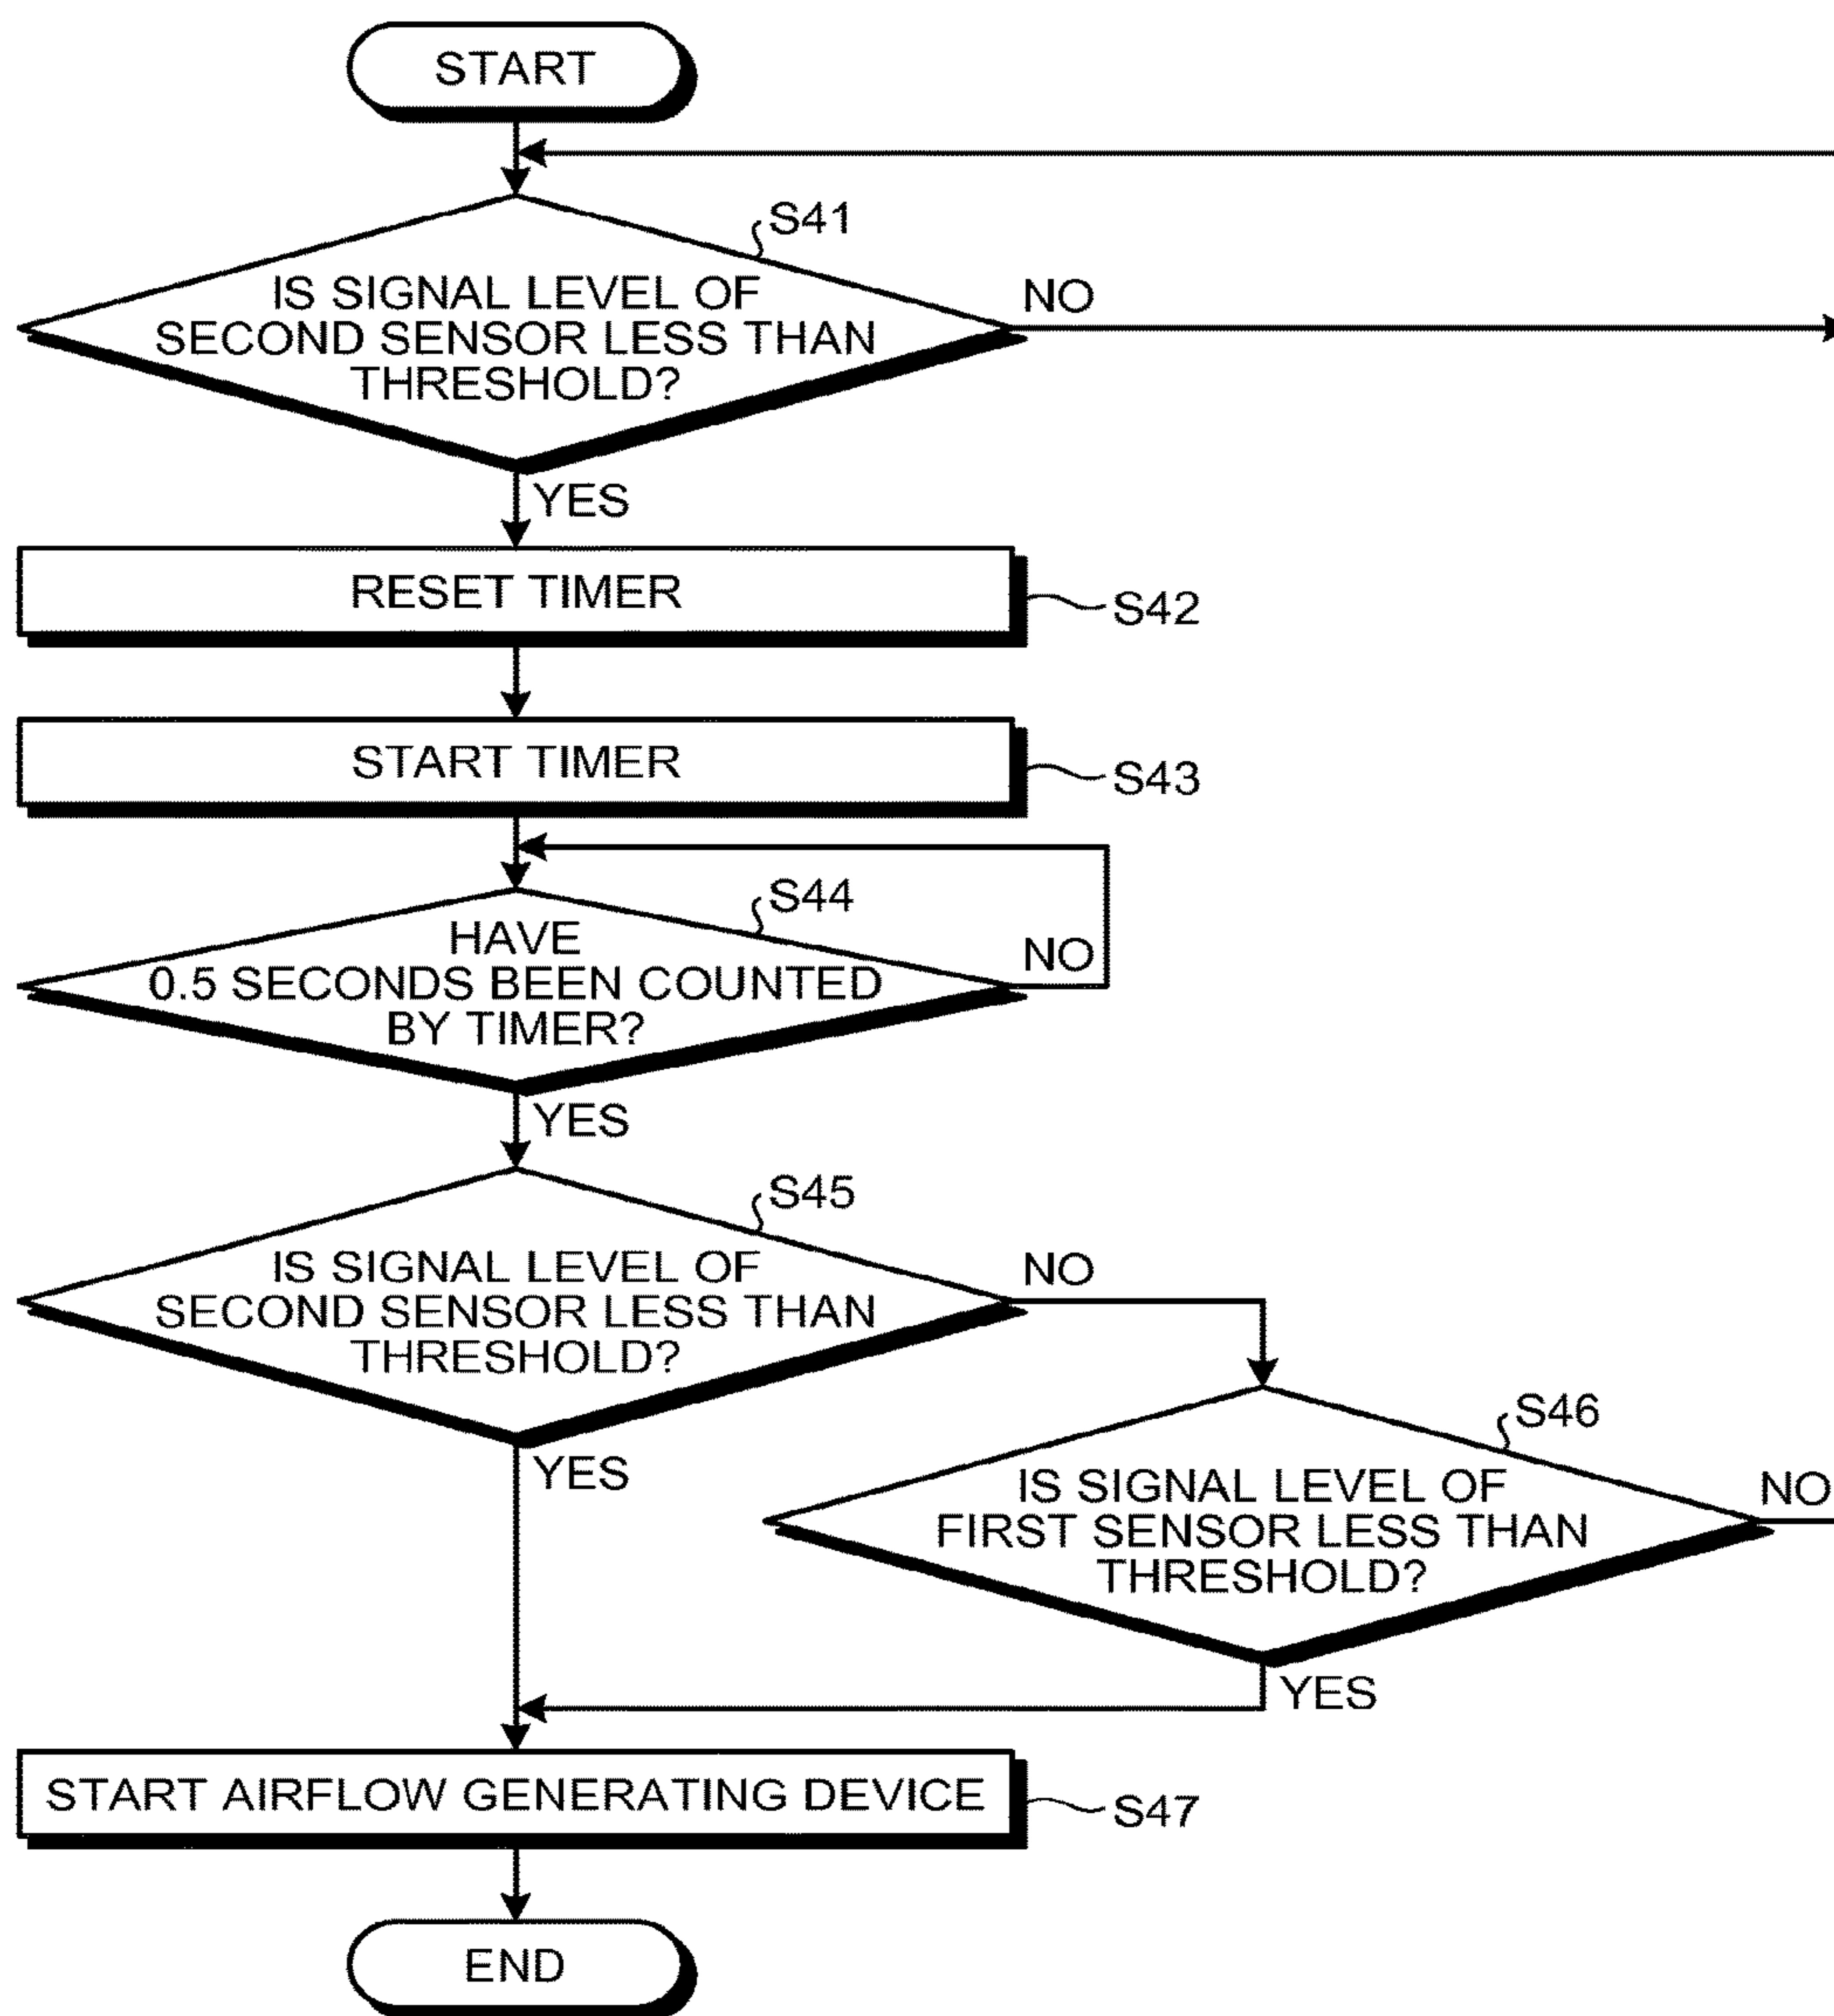 START
S41
IS SIGNAL LEVEL OF
SECOND SENSOR LESS THAN
THRESHOLD?
NO
YES
RESET TIMER
S42
START TIMER
S43
S44
HAVE
0.5 SECONDS BEEN COUNTED
BY TIMER?
NO
YES
S45
IS SIGNAL LEVEL OF
SECOND SENSOR LESS THAN
THRESHOLD?
NO
YES
S46
IS SIGNAL LEVEL OF
FIRST SENSOR LESS THAN
THRESHOLD?
NO
YES
START AIRFLOW GENERATING DEVICE
S47
END